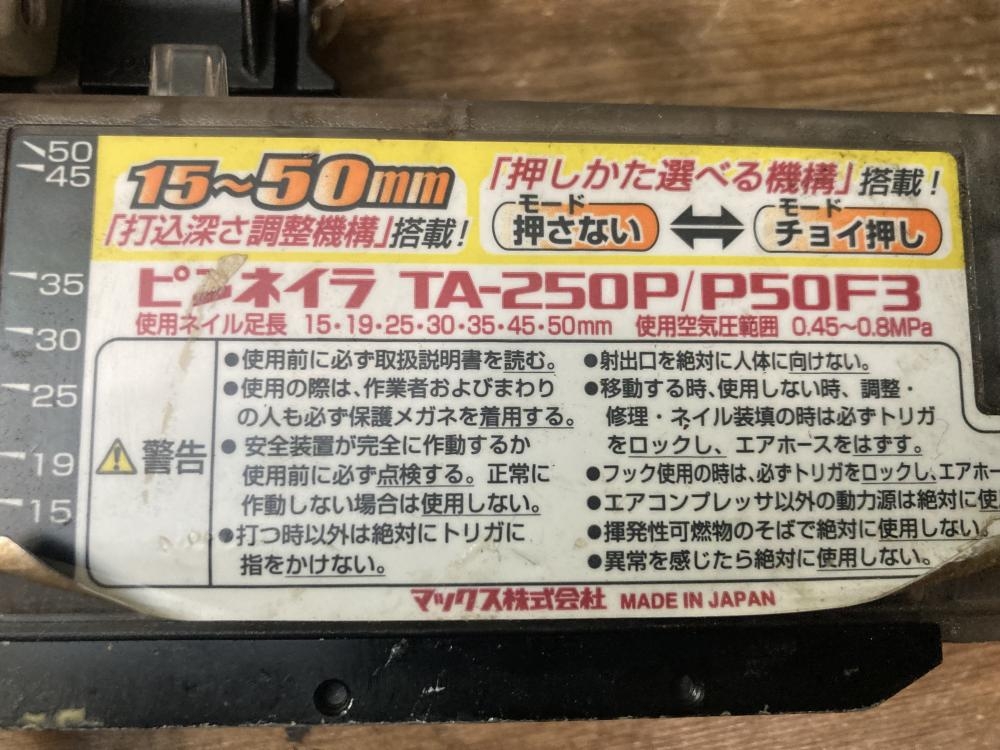 50
45
35
30
25
19
15
15～50mm
「打込深さ調整機構」搭載！
「押しかた選べる機構」搭載！
モード
押さない
モード
チョイ押し
ピンネイラ TA-250P/P50F3
使用ネイル足長 15・19・25・30・35・45・50mm 使用空気圧範囲 0.45～0.8MPa
警告
●使用前に必ず取扱説明書を読む。
●使用の際は、作業者およびまわり
の人も必ず保護メガネを着用する。
●安全装置が完全に作動するか
使用前に必ず点検する。正常に
作動しない場合は使用しない。
●打つ時以外は絶対にトリガに
指をかけない。
●射出口を絶対に人体に向けない。
●移動する時、使用しない時、調整・
修理・ネイル装填の時は必ずトリガ
をロックし、エアホースをはずす。
●フック使用の時は、必ずトリガをロックし、エアホー
●エアコンプレッサ以外の動力源は絶対に使
●揮発性可燃物のそばで絶対に使用しない。
●異常を感じたら絶対に使用しない。
マックス株式会社 MADE IN JAPAN